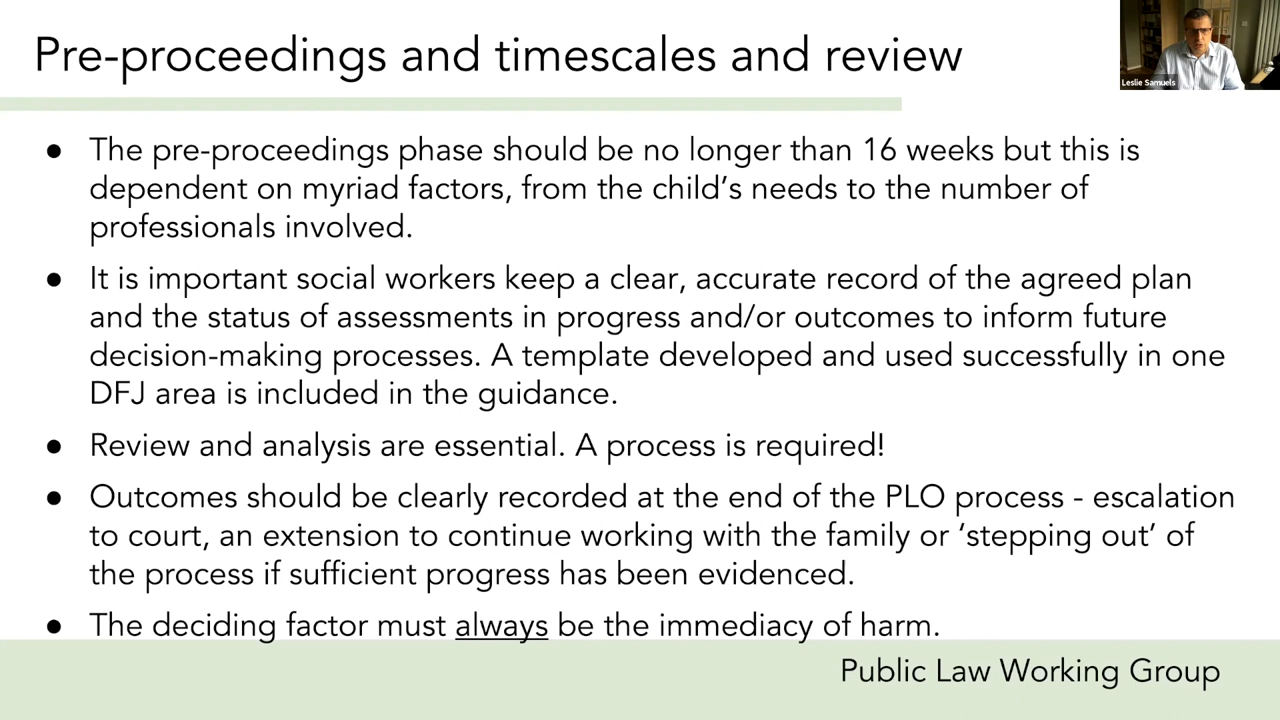 Pre-proceedings and timescales and review
Leslie Samuels
● The pre-proceedings phase should be no longer than 16 weeks but this is
dependent on myriad factors, from the child’s needs to the number of
professionals involved.
● It is important social workers keep a clear, accurate record of the agreed plan
and the status of assessments in progress and/or outcomes to inform future
decision-making processes. A template developed and used successfully in one
DFJ area is included in the guidance.
● Review and analysis are essential. A process is required!
● Outcomes should be clearly recorded at the end of the PLO process - escalation
to court, an extension to continue working with the family or ‘stepping out’ of
the process if sufficient progress has been evidenced.
● The deciding factor must always be the immediacy of harm.
Public Law Working Group